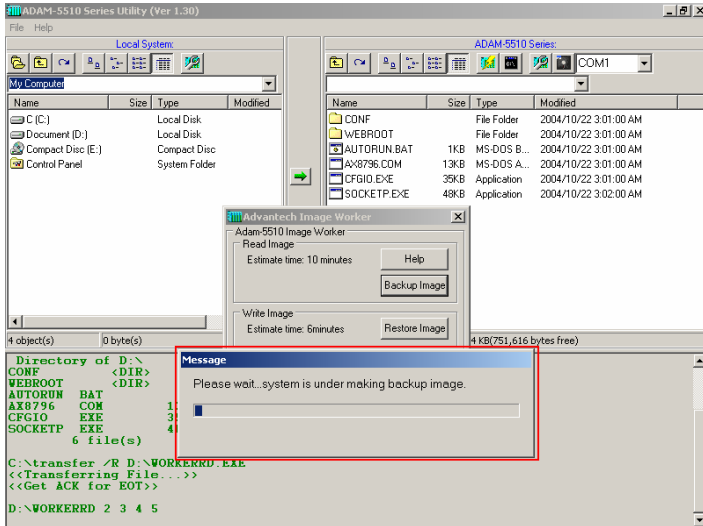 ADAM-5510 Series Utility (Ver 1.30)
File Help
Local System:
ADAM-5510 Series:
COM1
My Computer
Name Size Type Modified
C (C:) Local Disk
Document (D:) Local Disk
Compact Disc (E:) Compact Disc
Control Panel System Folder
Name Size Type Modified
CONF File Folder 2004/10/22 3:01:00 AM
WEBROOT File Folder 2004/10/22 3:01:00 AM
AUTORUN.BAT 1KB MS-DOS B... 2004/10/22 3:01:00 AM
AX8796.COM 13KB MS-DOS A... 2004/10/22 3:01:00 AM
CFGIO.EXE 35KB Application 2004/10/22 3:01:00 AM
SOCKETP.EXE 48KB Application 2004/10/22 3:02:00 AM
Advantech Image Worker
Adam-5510 Image Worker
Read Image
Estimate time: 10 minutes
Help
Backup Image
Write Image
Estimate time: 6minutes
Restore Image
4 object(s) 0 byte(s)
4 KB(751,616 bytes free)
Message
Please wait...system is under making backup image.
Directory of D:\
CONF <DIR>
WEBROOT <DIR>
AUTORUN BAT
AX8796 COM
CFGIO EXE
SOCKETP EXE
6 file(s)
C:\transfer /R D:\WORKERRD.EXE
<<Transferring File...>>
<<Get ACK for EOT>>
D:\WORKERRD 2 3 4 5